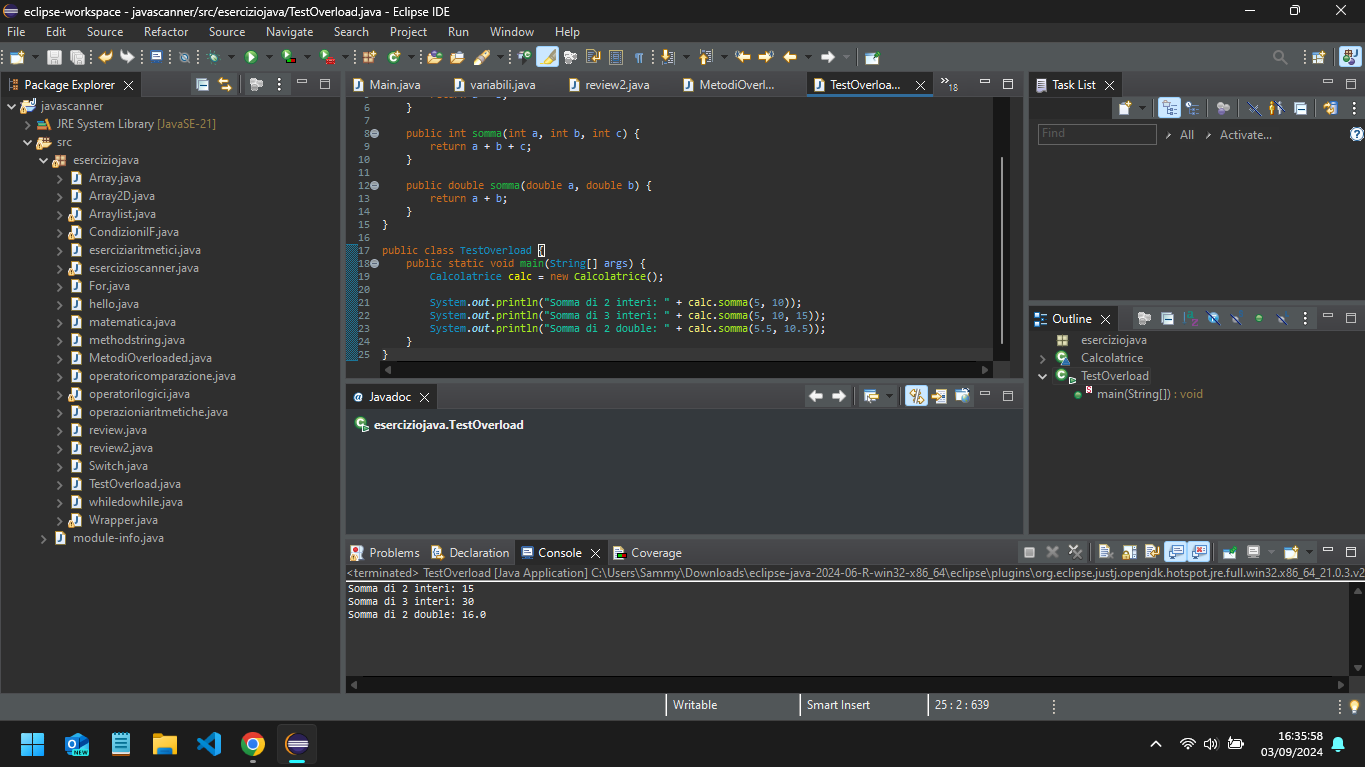 eclipse-workspace - javascanner/src/eserciziojava/TestOverload.java - Eclipse IDE
File Edit Source Refactor Source Navigate Search Project Run Window Help
Package Explorer
javascanner
JRE System Library [JavaSE-21]
src
eserciziojava
Array.java
Array2D.java
Arraylist.java
CondizioniIF.java
eserciziaritmetici.java
esercizioscanner.java
For.java
hello.java
matematica.java
methodstring.java
MetodiOverloaded.java
operatoricomparazione.java
operatorilogici.java
operazioniaritmetiche.java
review.java
review2.java
Switch.java
TestOverload.java
whiledowhile.java
Wrapper.java
module-info.java
Main.java variabili.java review2.java MetodiOverl... TestOverloa... 18
6 }
7
8 public int somma(int a, int b, int c) {
9 return a + b + c;
10 }
11
12 public double somma(double a, double b) {
13 return a + b;
14 }
15 }
16
17 public class TestOverload {
18 public static void main(String[] args) {
19 Calcolatrice calc = new Calcolatrice();
20
21 System.out.println("Somma di 2 interi: " + calc.somma(5, 10));
22 System.out.println("Somma di 3 interi: " + calc.somma(5, 10, 15));
23 System.out.println("Somma di 2 double: " + calc.somma(5.5, 10.5));
24 }
25 }
Task List
Find All Activate...
Outline
eserciziojava
Calcolatrice
TestOverload
main(String[]) : void
Javadoc
eserciziojava.TestOverload
Problems Declaration Console Coverage
<terminated> TestOverload [Java Application] C:\Users\Sammy\Downloads\eclipse-java-2024-06-R-win32-x86_64\eclipse\plugins\org.eclipse.justj.openjdk.hotspot.jre.full.win32.x86_64_21.0.3.v2
Somma di 2 interi: 15
Somma di 3 interi: 30
Somma di 2 double: 16.0
Writable Smart Insert 25 : 2 : 639
NEW
16:35:58
03/09/2024